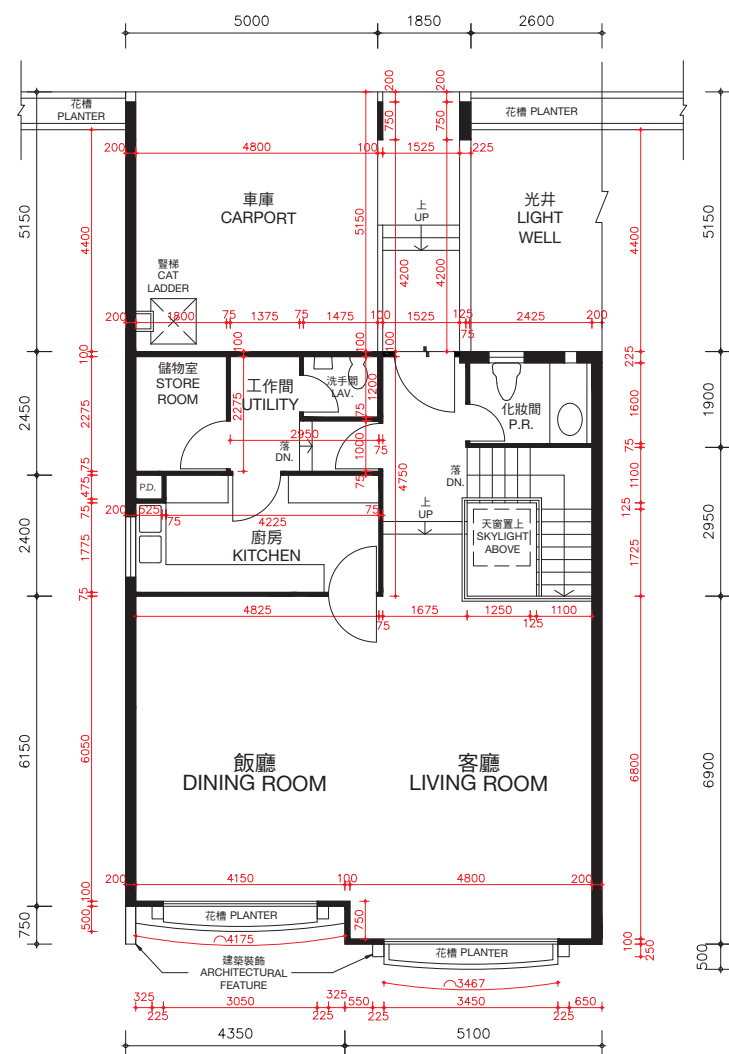 5000
1850
2600
200
200
花槽
PLANTER
花槽 PLANTER
750
750
200
4800
100
1525
75
225
車庫
CARPORT
上
UP
光井
LIGHT
WELL
5150
4400
5150
4200
4200
4400
5150
豎梯
CAT
LADDER
200
1800
75
1375
75
1475
100
1525
125
75
2425
200
100
100
100
100
225
儲物室
STORE
ROOM
工作間
UTILITY
洗手間
LAV.
1200
化妝間
P.R.
2450
2275
2275
1600
1900
75
75
2950
75
1000
落
DN.
落
DN.
75
475
75
4750
1100
P.D.
200
525
75
4225
75
上
UP
天窗置上
SKYLIGHT
ABOVE
125
廚房
KITCHEN
2400
1775
1725
2950
75
4825
75
1675
1250
125
1100
6150
6050
飯廳
DINING ROOM
客廳
LIVING ROOM
6800
6900
200
4150
100
4800
200
100
750
500
花槽 PLANTER
750
4175
花槽 PLANTER
100
250
500
建築裝飾
ARCHITECTURAL
FEATURE
3467
325
225
3050
325
225
550
225
3450
225
650
4350
5100